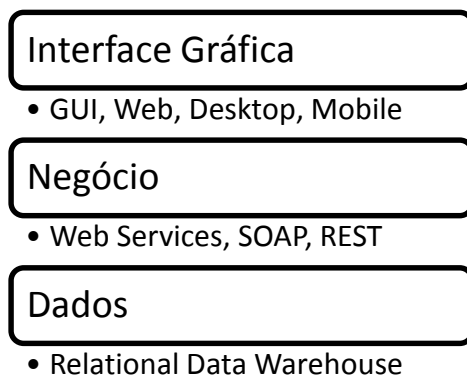 Interface Gráfica
• GUI, Web, Desktop, Mobile
Negócio
• Web Services, SOAP, REST
Dados
• Relational Data Warehouse